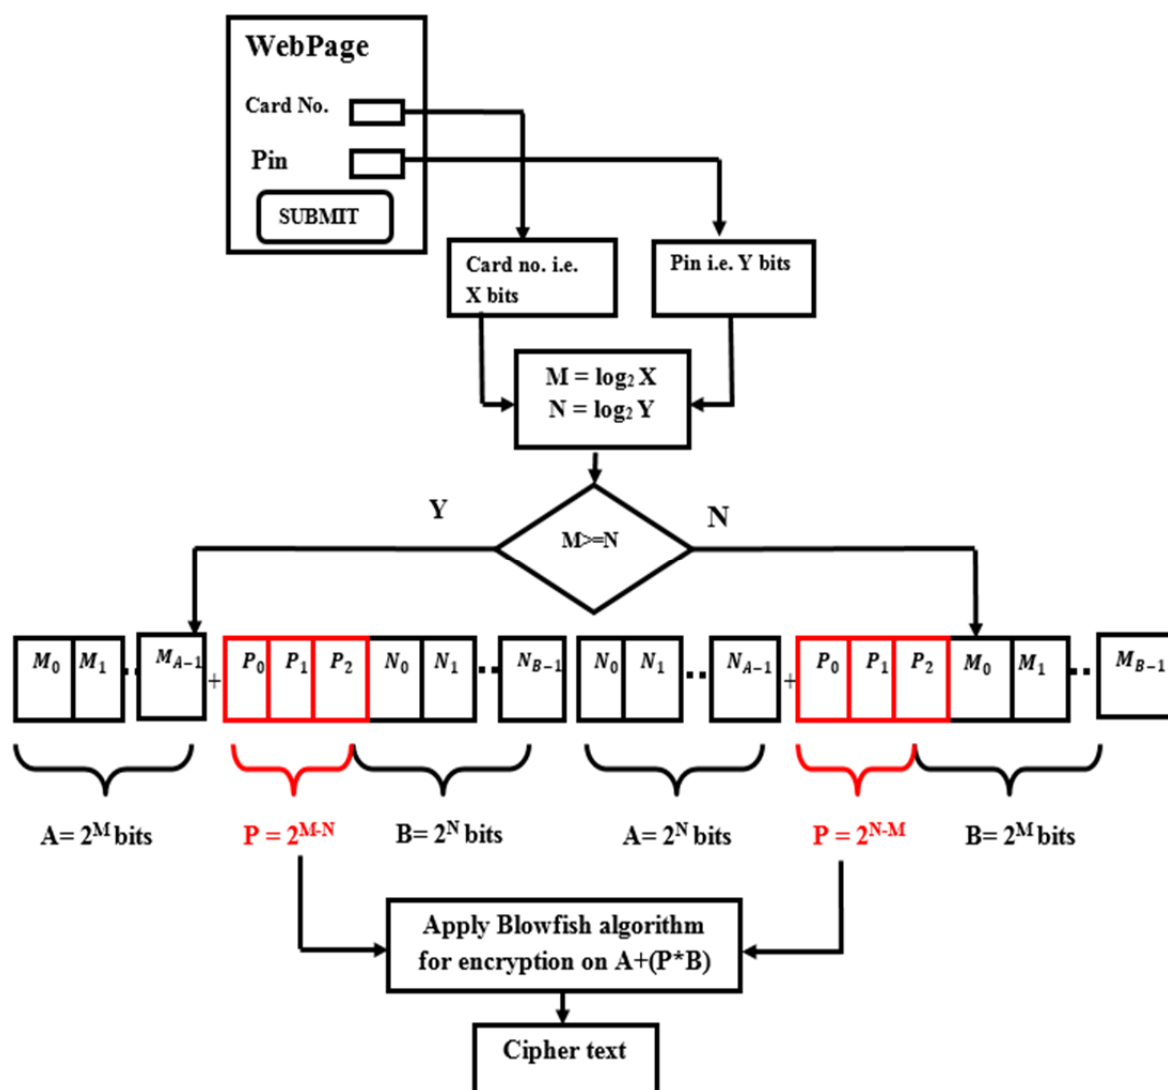 WebPage
Card No.
Pin
SUBMIT
Card no. i.e.
X bits
Pin i.e. Y bits
M = log₂ X
N = log₂ Y
Y
N
M>=N
M₀ M₁ .. M_{A−1} + P₀ P₁ P₂ N₀ N₁ .. N_{B−1} N₀ N₁ .. N_{A−1} + P₀ P₁ P₂ M₀ M₁ .. M_{B−1}
A= 2^M bits P = 2^{M-N} B= 2^N bits A= 2^N bits P = 2^{N-M} B= 2^M bits
Apply Blowfish algorithm
for encryption on A+(P*B)
Cipher text